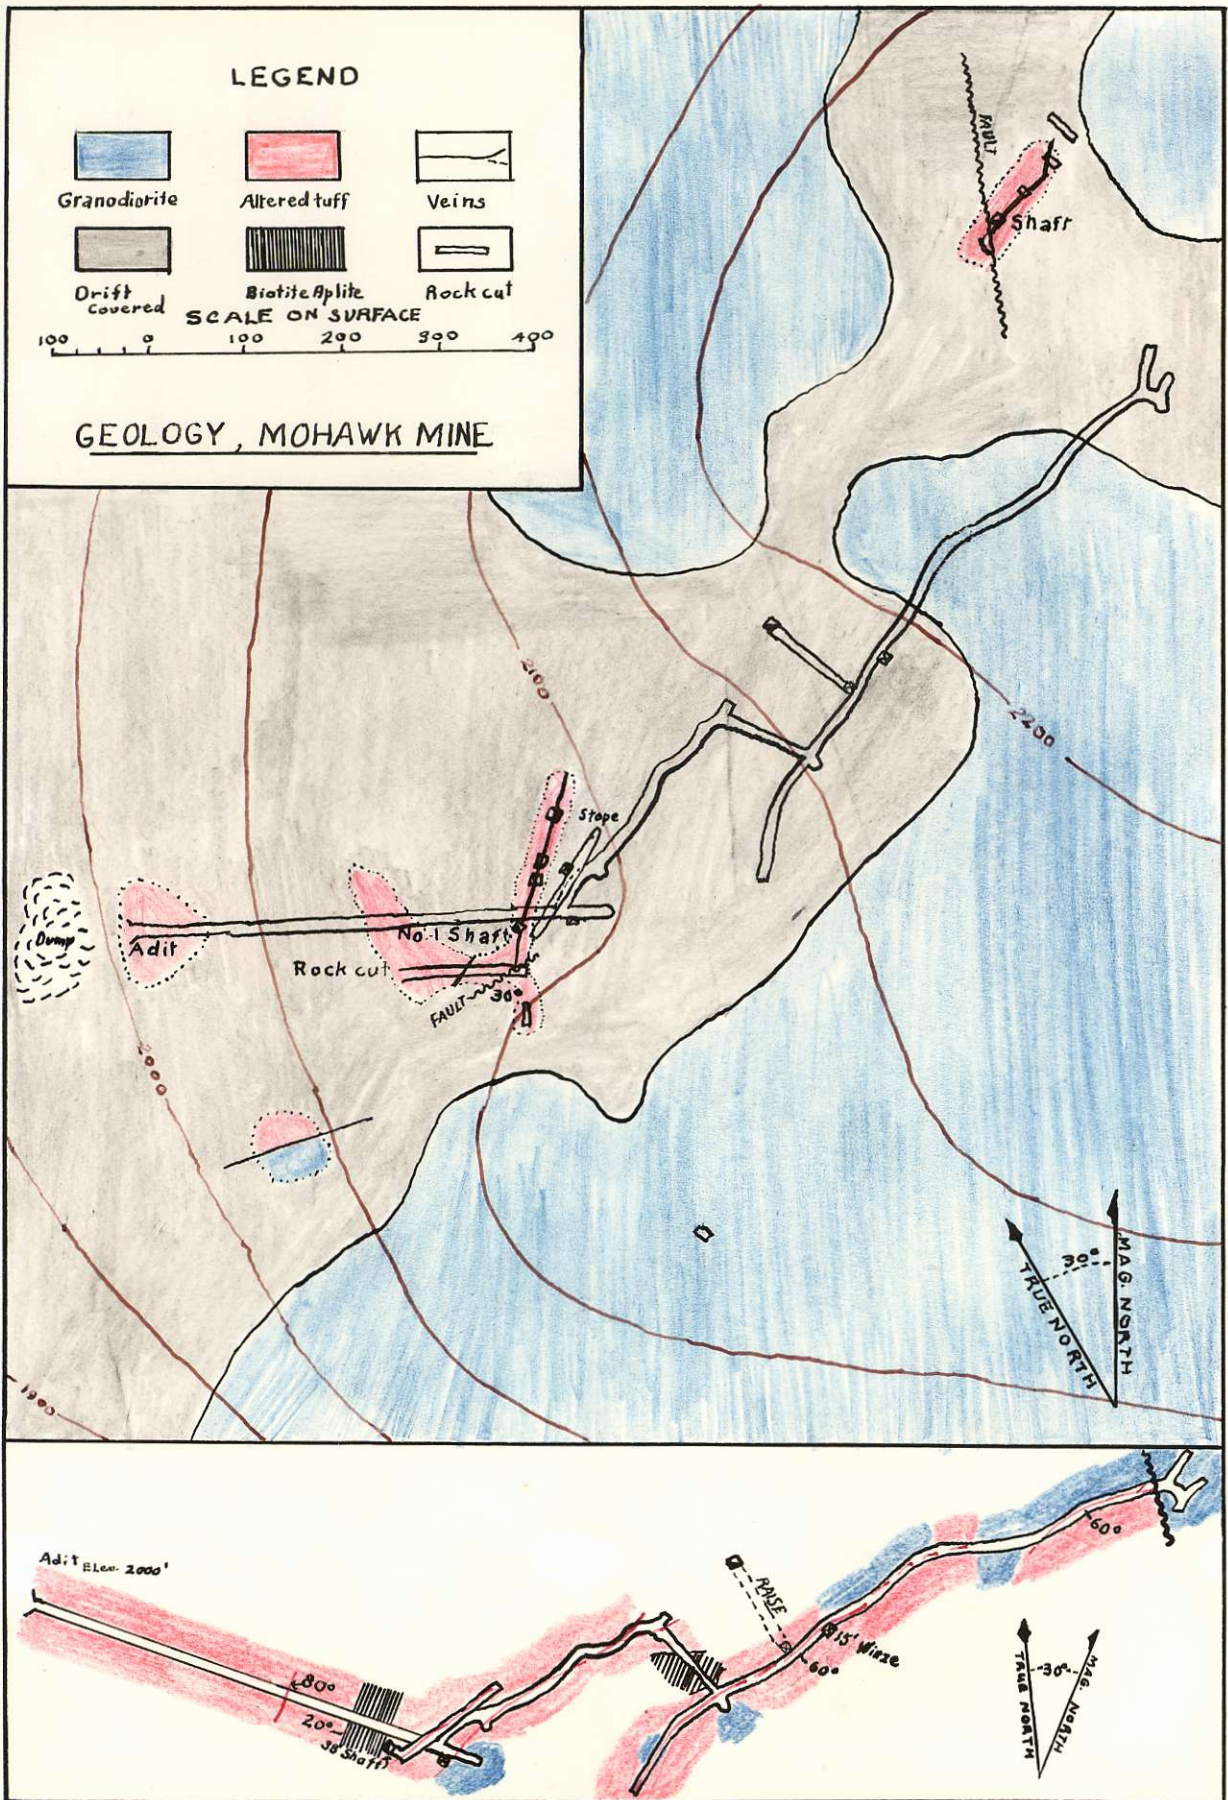 LEGEND
Granodiorite
Altered tuff
Veins
Drift
Covered
Biotite Aplite
Rock cut
SCALE ON SURFACE
100 0 100 200 300 400
GEOLOGY, MOHAWK MINE
FAULT
Shaft
2100
2200
Stope
Dump
Adit
No.1 Shaft
Rock cut
FAULT
30°
2000
1900
30°
TRUE NORTH
MAG. NORTH
Adit Elev. 2000'
80°
20°
38' Shaft
RAISE
15' Winze
60°
60°
30°
TRUE NORTH
MAG. NORTH